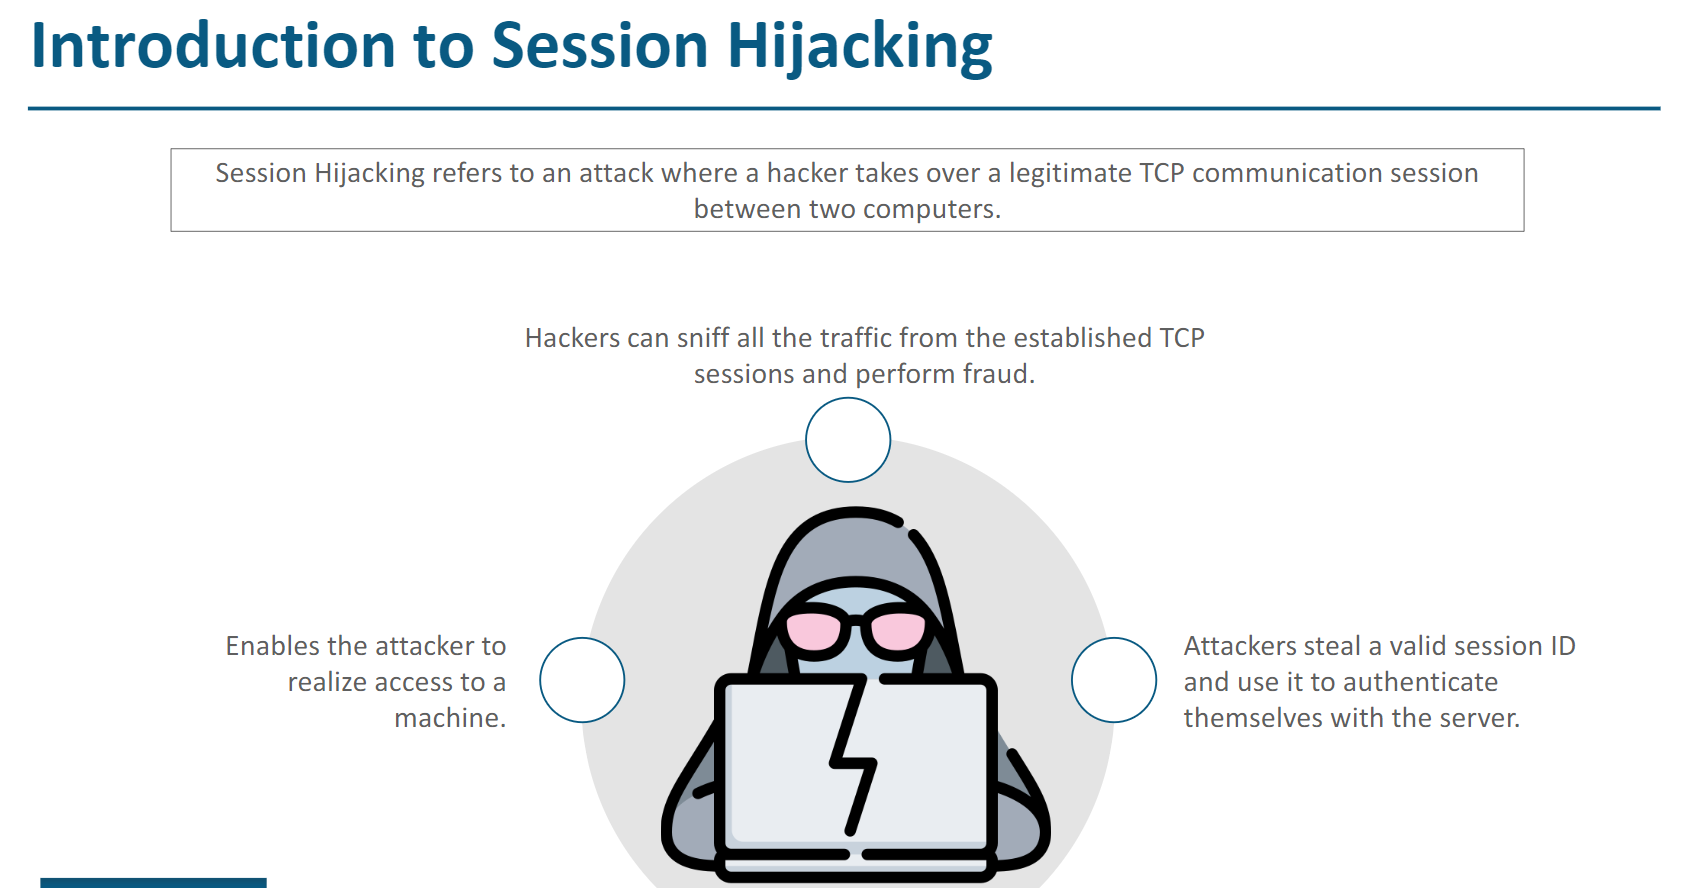 Introduction to Session Hijacking
Session Hijacking refers to an attack where a hacker takes over a legitimate TCP communication session
between two computers.
Hackers can sniff all the traffic from the established TCP
sessions and perform fraud.
Enables the attacker to
realize access to a
machine.
Attackers steal a valid session ID
and use it to authenticate
themselves with the server.